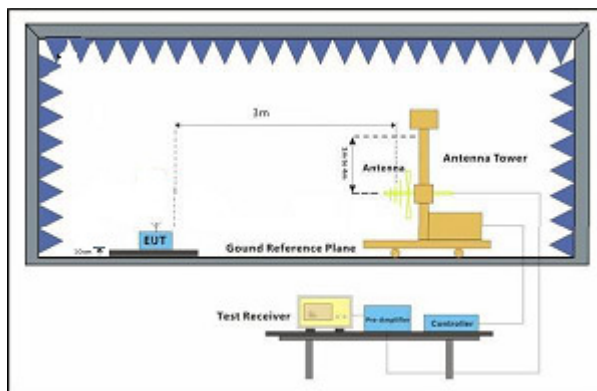 3m
Antenna
Antenna Tower
EUT
Gound Reference Plane
Test Receiver
Pre-Amplifier
Controller